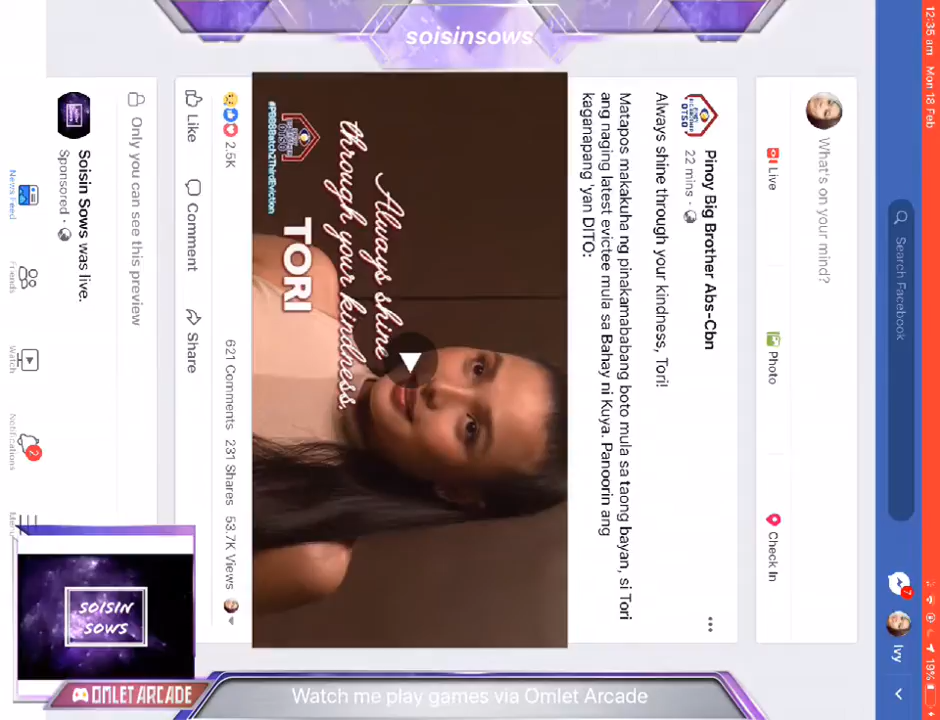 soisinsows
12:35 am Mon 18 Feb
19%
Search Facebook
7
Ivy
What's on your mind?
Live
Photo
Check In
Pinoy Big Brother Abs-Cbn
22 mins ·
Always shine through your kindness, Tori!
Matapos makakuha ng pinakamababang boto mula sa taong bayan, si Tori
ang naging latest evictee mula sa Bahay ni Kuya. Panoorin ang
kaganapang 'yan DITO:
Always shine
through your kindness,
TORI
OTSO
#PBB8Batch2ThirdEviction
2.5K
621 Comments 231 Shares 53.7K Views
Like
Comment
Share
Only you can see this preview
Soisin Sows was live.
Sponsored ·
News Feed
Friends
Watch
Notifications
2
Menu
SOISIN
SOWS
OMLET ARCADE
Watch me play games via Omlet Arcade